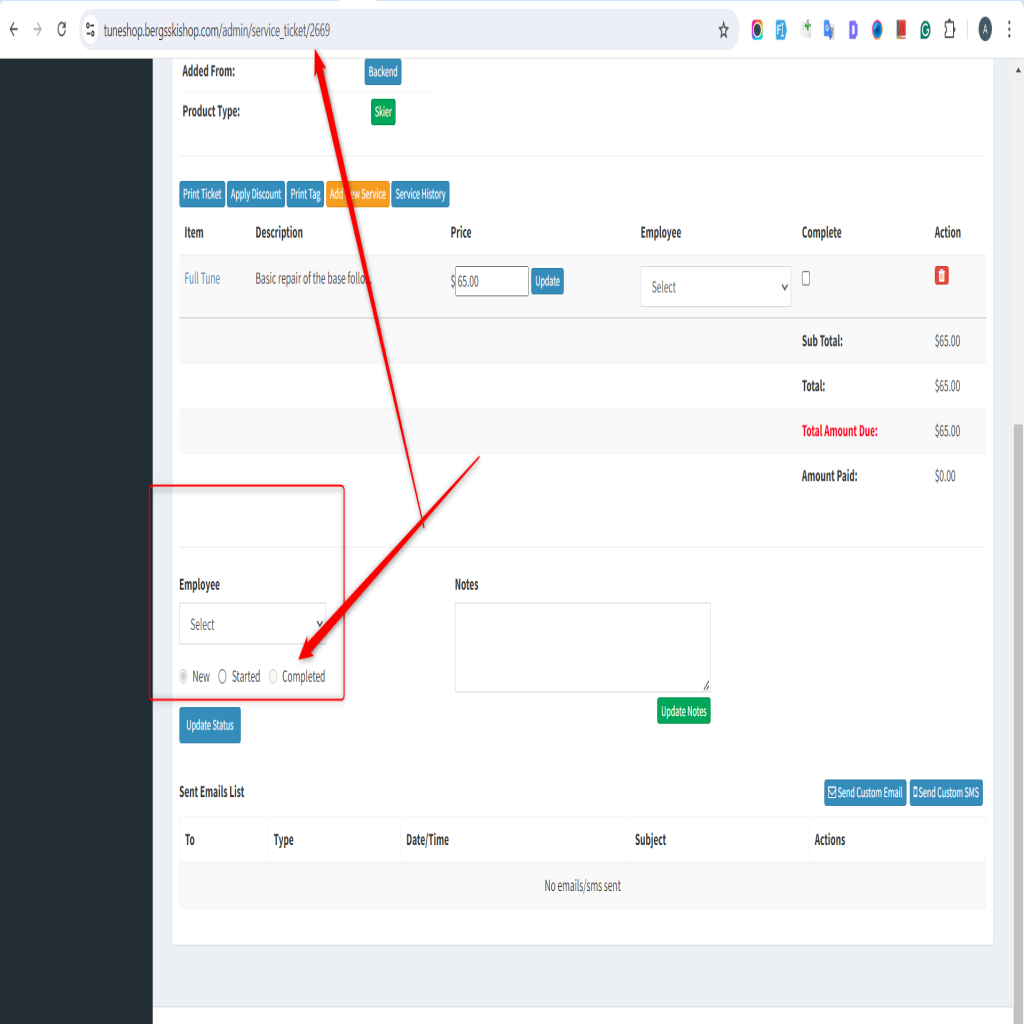 tuneshop.bergsskishop.com/admin/service_ticket/2669
A
Added From: Backend
Product Type: Skier
Print Ticket Apply Discount Print Tag Add New Service Service History
Item Description Price Employee Complete Action
Full Tune Basic repair of the base follo... $ 65.00 Update Select
Sub Total: $65.00
Total: $65.00
Total Amount Due: $65.00
Amount Paid: $0.00
Employee Notes
Select
New Started Completed
Update Notes
Update Status
Sent Emails List Send Custom Email Send Custom SMS
To Type Date/Time Subject Actions
No emails/sms sent